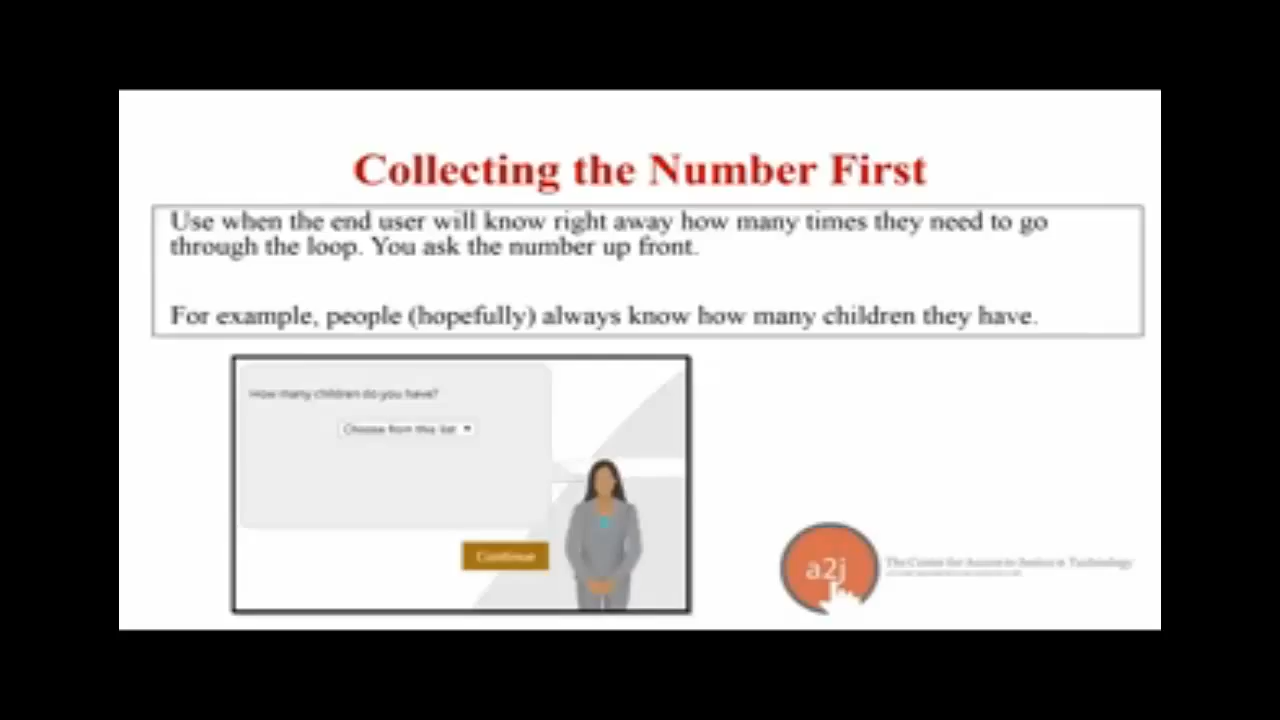 Collecting the Number First
Use when the end user will know right away how many times they need to go
through the loop. You ask the number up front.
For example, people (hopefully) always know how many children they have.
How many children do you have?
Choose from this list
Continue
a2j
The Center for Access to Justice & Technology